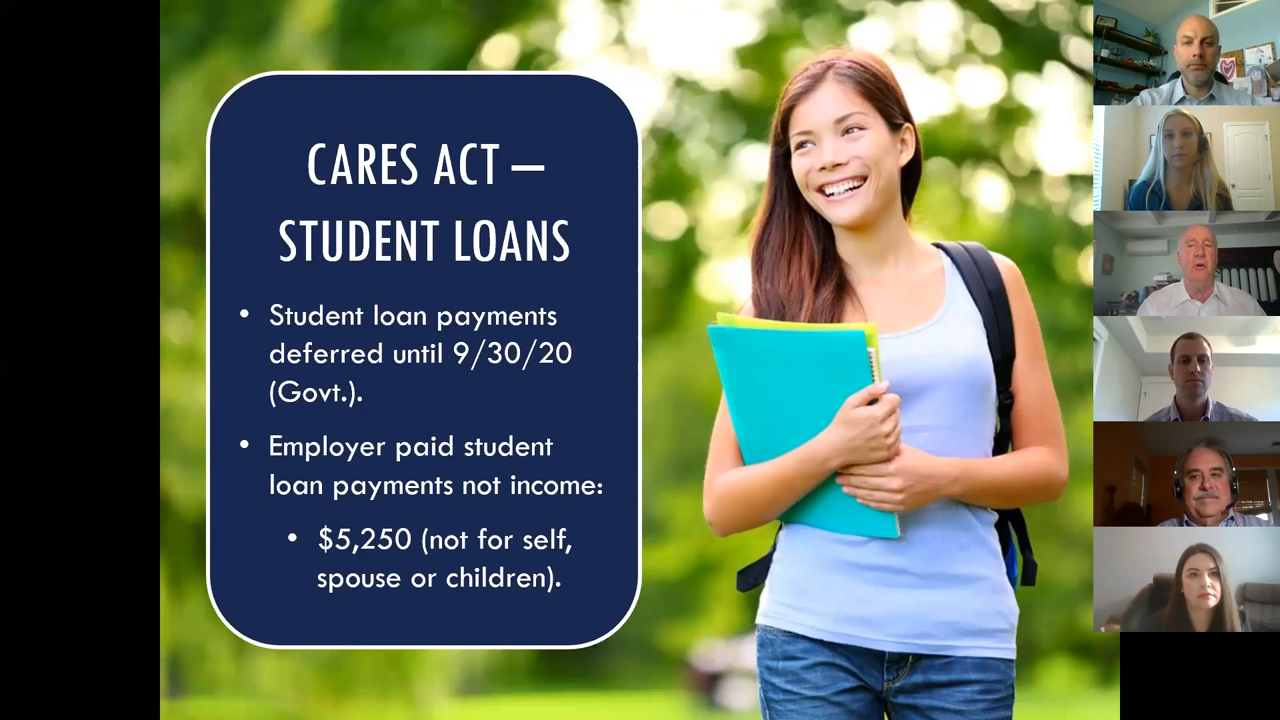 CARES ACT –
STUDENT LOANS
• Student loan payments
deferred until 9/30/20
(Govt.).
• Employer paid student
loan payments not income:
• $5,250 (not for self,
spouse or children).